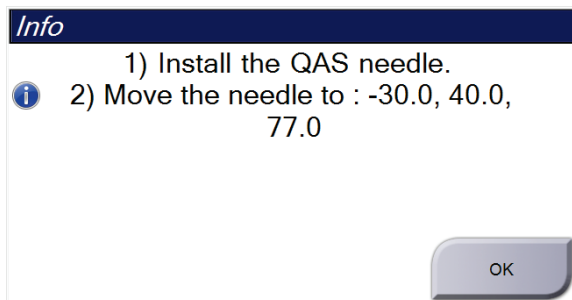 Info
1) Install the QAS needle.
2) Move the needle to : -30.0, 40.0,
77.0
OK